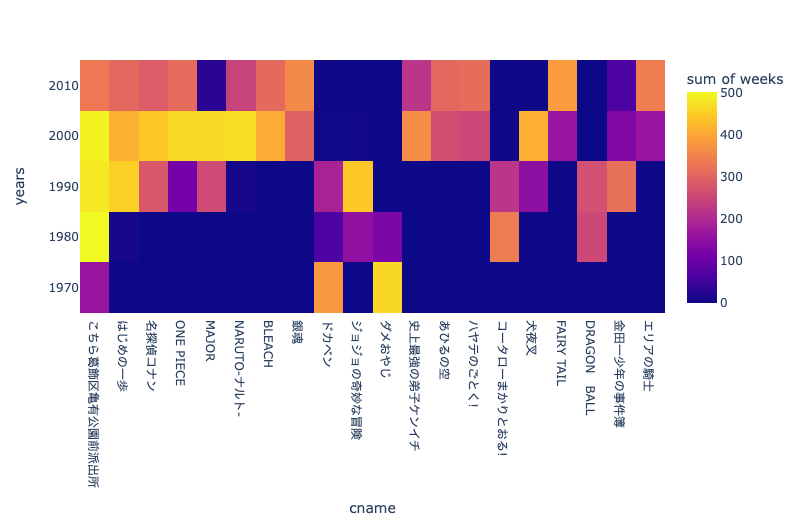 sum of weeks
500
400
300
200
100
0
years
2010
2000
1990
1980
1970
こちら葛飾区亀有公園前派出所
はじめの一歩
名探偵コナン
ONE PIECE
MAJOR
NARUTO-ナルト-
BLEACH
銀魂
ドカベン
ジョジョの奇妙な冒険
ダメおやじ
史上最強の弟子ケンイチ
あひるの空
ハヤテのごとく!
コータローまかりとおる!
犬夜叉
FAIRY TAIL
DRAGON　BALL
金田一少年の事件簿
エリアの騎士
cname